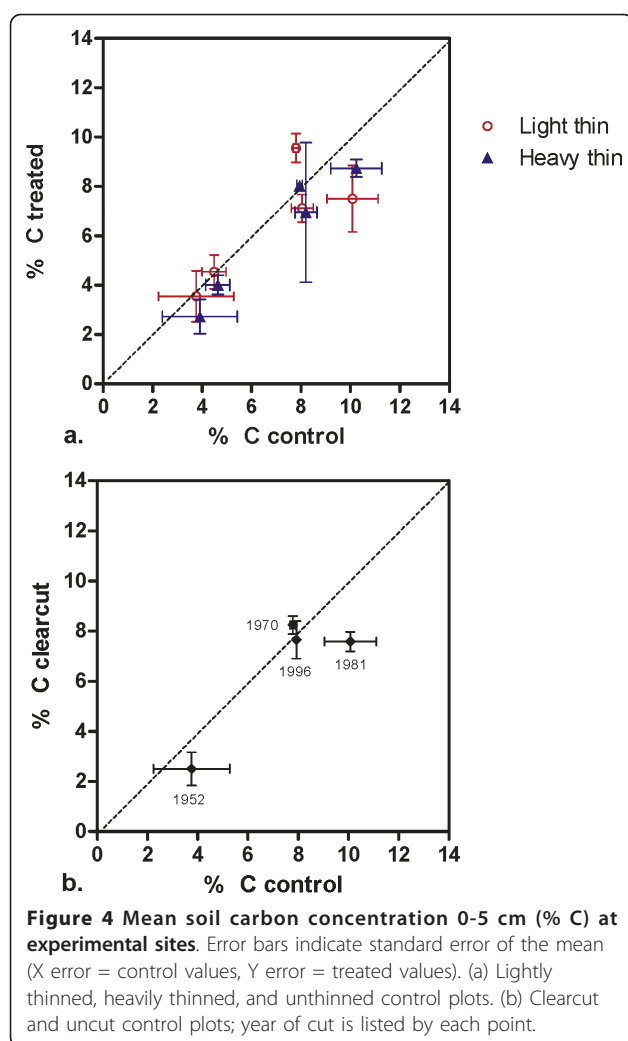 14
12
10
8
6
4
2
0
% C treated
0 2 4 6 8 10 12 14
% C control
a.
Light thin
Heavy thin
14
12
10
8
6
4
2
0
% C clearcut
1970
1996
1981
1952
0 2 4 6 8 10 12 14
% C control
b.
Figure 4 Mean soil carbon concentration 0-5 cm (% C) at
experimental sites. Error bars indicate standard error of the mean
(X error = control values, Y error = treated values). (a) Lightly
thinned, heavily thinned, and unthinned control plots. (b) Clearcut
and uncut control plots; year of cut is listed by each point.